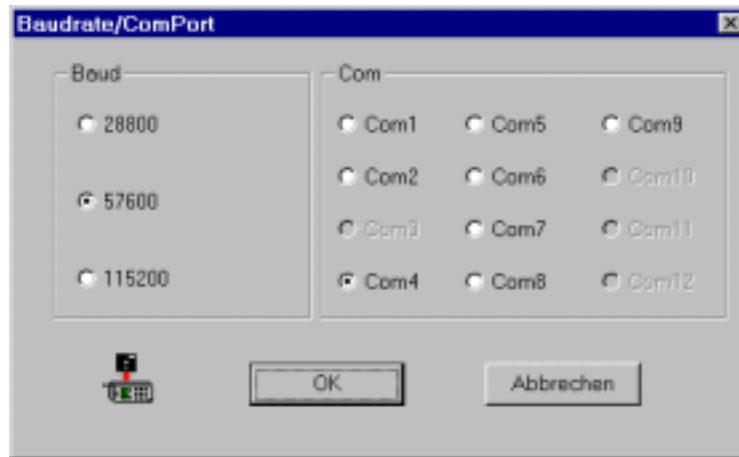 Baudrate/ComPort
Baud
28800
57600
115200
Com
Com1 Com5 Com9
Com2 Com6 Com10
Com3 Com7 Com11
Com4 Com8 Com12
OK Abbrechen